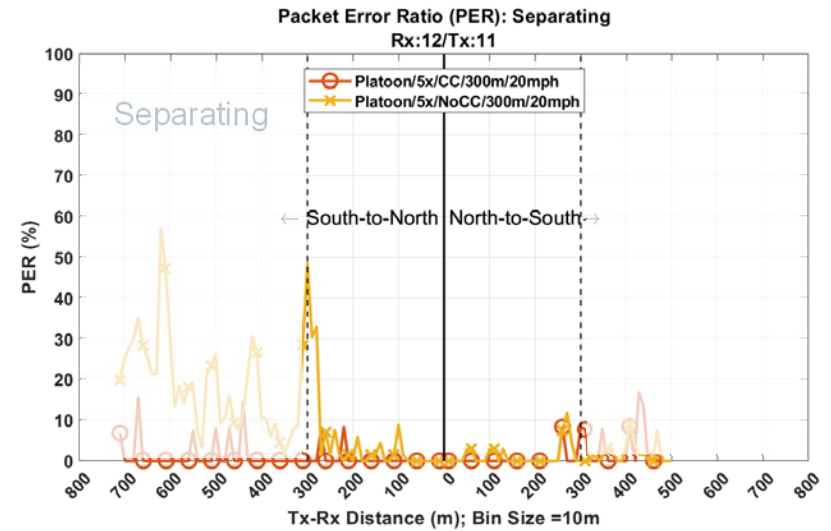 Packet Error Ratio (PER): Separating
Rx:12/Tx:11
100
90
80
70
60
50
40
30
20
10
0
PER (%)
Platoon/5x/CC/300m/20mph
Platoon/5x/NoCC/300m/20mph
Separating
← South-to-North
North-to-South→
800 700 600 500 400 300 200 100 0 100 200 300 400 500 600 700 800
Tx-Rx Distance (m); Bin Size =10m